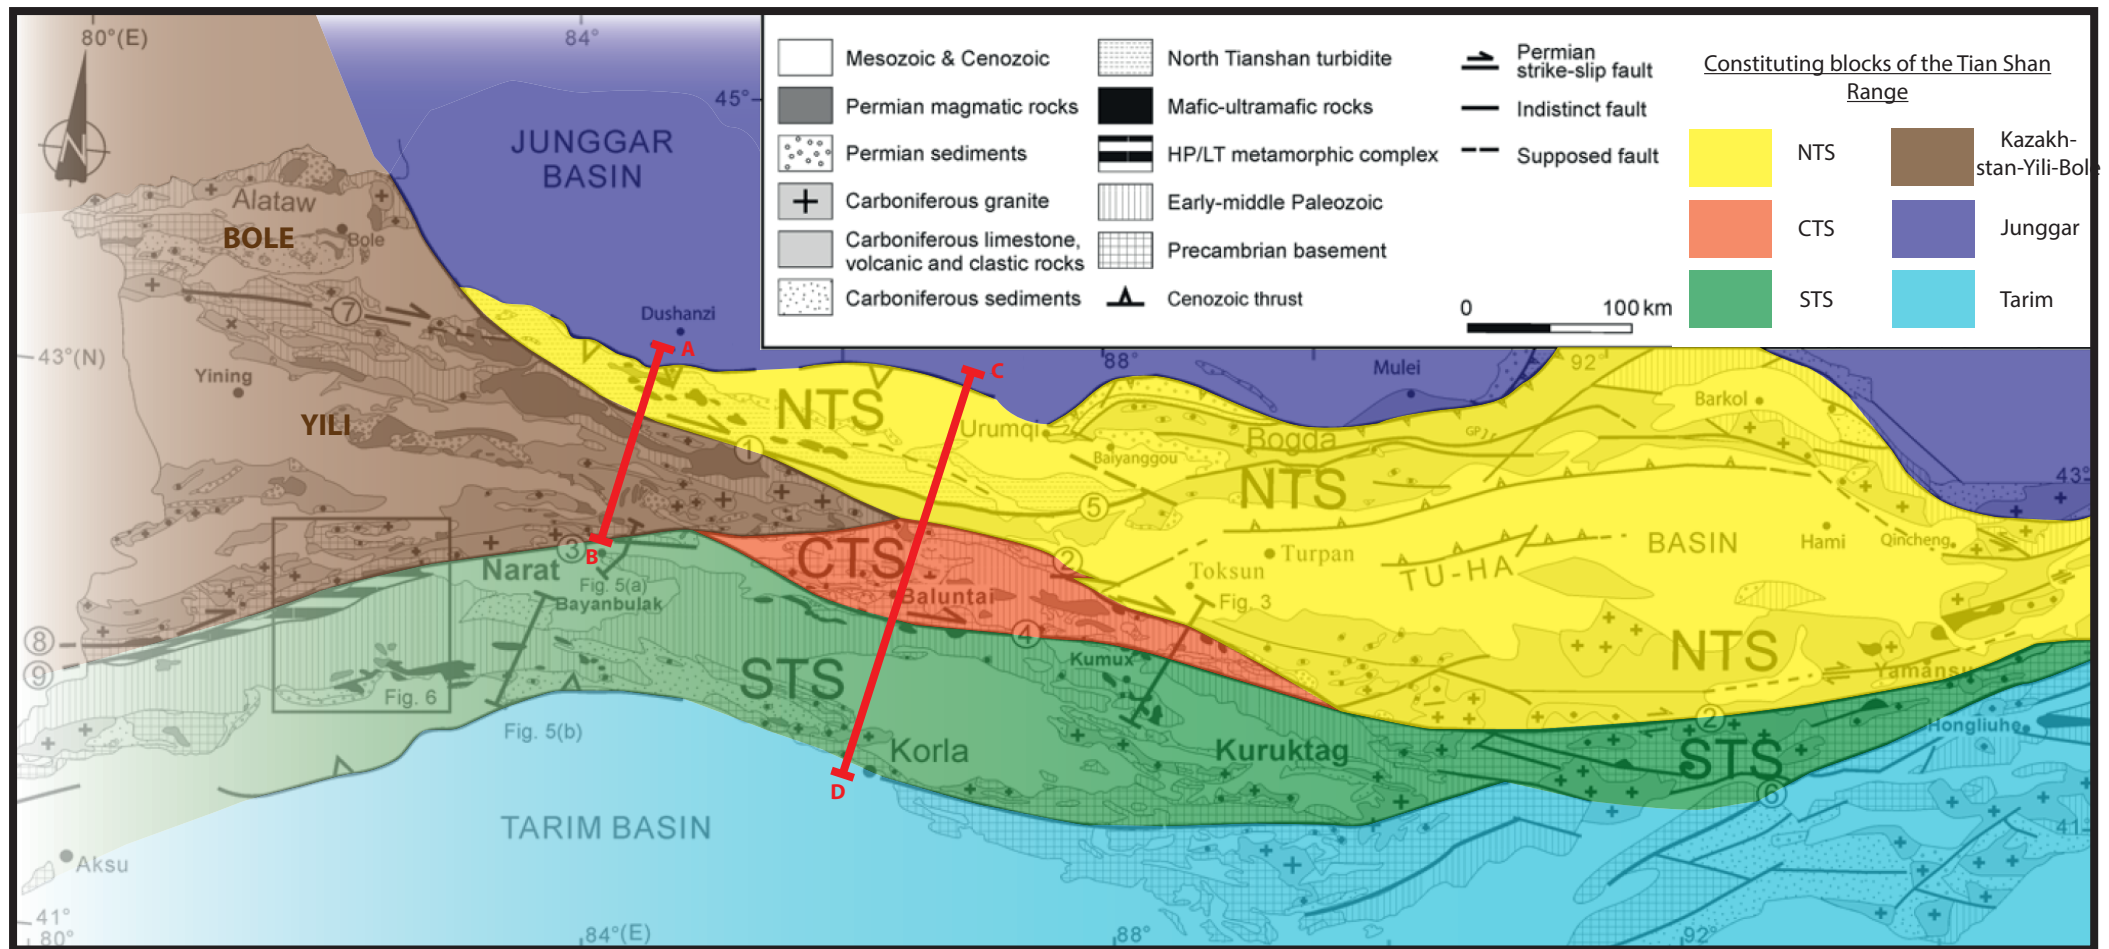 80°(E)
84°
45°
N
JUNGGAR
BASIN
Alataw
BOLE
Bole
7
Dushanzi
A
43°(N)
Yining
YILI
NTS
1
C
Urumqi
88°
Mulei
92°
Barkol
Bogda
Baiyanggou
NTS
43°
5
3
B
Narat
Fig. 5(a)
Bayanbulak
CTS
Baluntai
2
Toksun
Fig. 3
Turpan
TU-HA
BASIN
Hami
Qincheng
8
9
Fig. 6
Fig. 5(b)
STS
4
Kumux
NTS
Yamansu
2
Hongliuhe
Korla
D
Kuruktag
STS
6
TARIM BASIN
Aksu
41°
80°
84°(E)
88°
92°
41°
Mesozoic & Cenozoic
Permian magmatic rocks
Permian sediments
Carboniferous granite
Carboniferous limestone,
volcanic and clastic rocks
Carboniferous sediments
North Tianshan turbidite
Mafic-ultramafic rocks
HP/LT metamorphic complex
Early-middle Paleozoic
Precambrian basement
Cenozoic thrust
Permian
strike-slip fault
Indistinct fault
Supposed fault
0 100 km
Constituting blocks of the Tian Shan
Range
NTS
CTS
STS
Kazakh-
stan-Yili-Bole
Junggar
Tarim